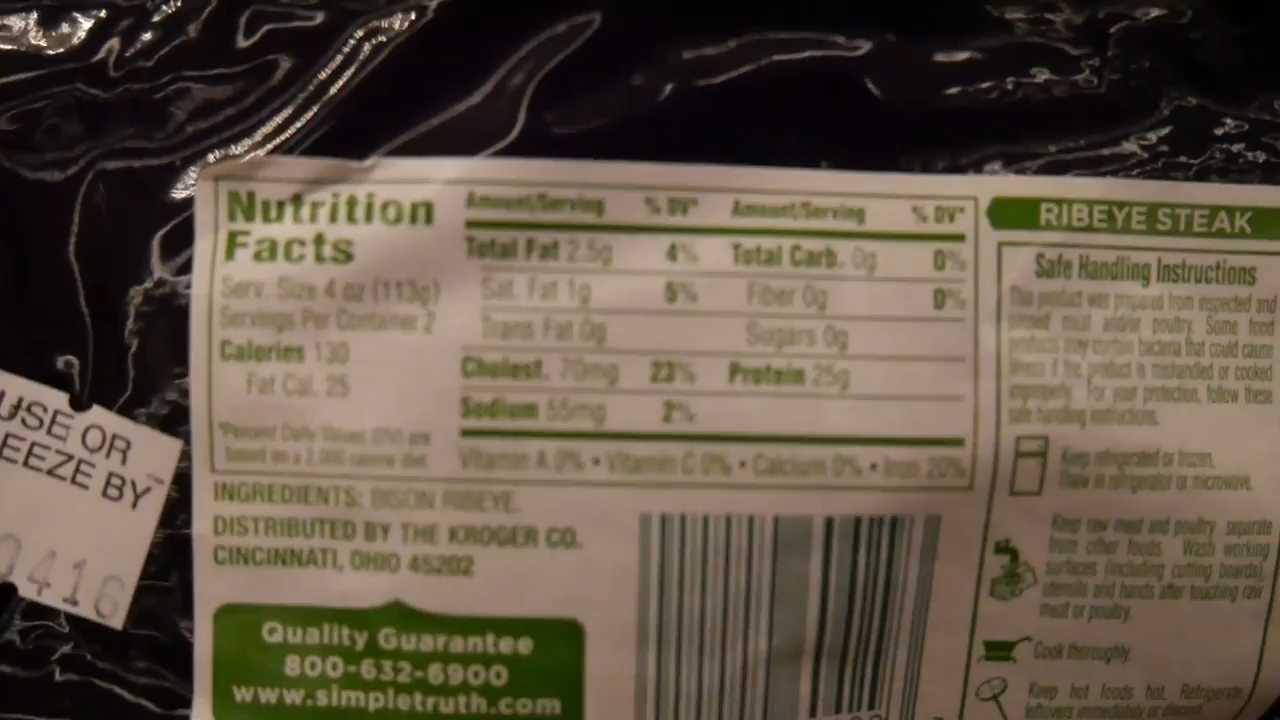 Nutrition
Facts
Serv. Size 4 oz (113g)
Servings Per Container 2
Calories 130
Fat Cal. 25
*Percent Daily Values (DV) are
based on a 2,000 calorie diet.
Amount/Serving % DV* Amount/Serving % DV*
Total Fat 2.5g 4% Total Carb. 0g 0%
Sat. Fat 1g 5% Fiber 0g 0%
Trans Fat 0g Sugars 0g
Cholest. 70mg 23% Protein 25g
Sodium 55mg 2%
Vitamin A 0% • Vitamin C 0% • Calcium 0% • Iron 20%
INGREDIENTS: BISON RIBEYE.
DISTRIBUTED BY THE KROGER CO.
CINCINNATI, OHIO 45202
Quality Guarantee
800-632-6900
www.simpletruth.com
RIBEYE STEAK
Safe Handling Instructions
This product was prepared from inspected and
passed meat and/or poultry. Some food
products may contain bacteria that could cause
illness if the product is mishandled or cooked
improperly. For your protection, follow these
safe handling instructions.
Keep refrigerated or frozen.
Thaw in refrigerator or microwave.
Keep raw meat and poultry separate
from other foods. Wash working
surfaces (including cutting boards),
utensils and hands after touching raw
meat or poultry.
Cook thoroughly.
Keep hot foods hot. Refrigerate
leftovers immediately or discard.
USE OR
EEZE BY
0416